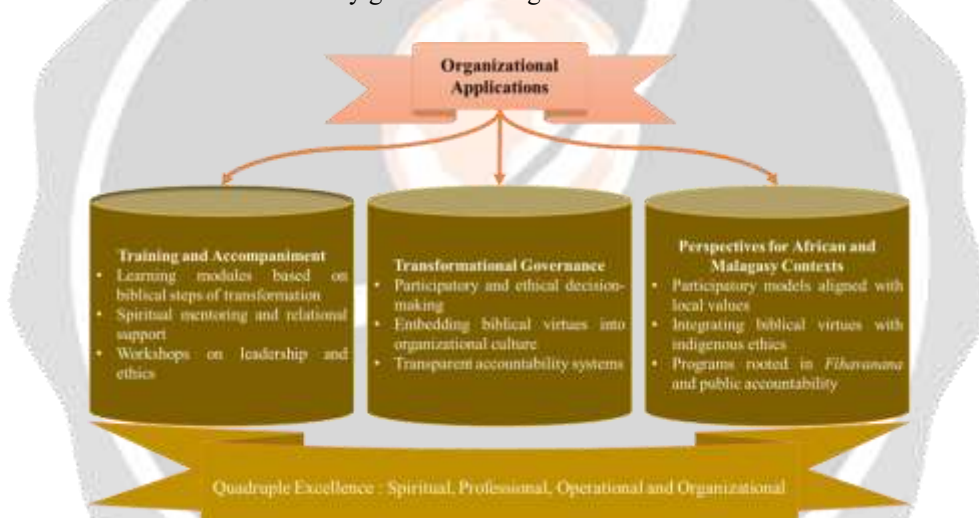 Organizational
Applications
Training and Accompaniment
• Learning modules based on
biblical steps of transformation
• Spiritual mentoring and relational
support
• Workshops on leadership and
ethics
Transformational Governance
• Participatory and ethical decision-
making
• Embedding biblical virtues into
organizational culture
• Transparent accountability systems
Perspectives for African and
Malagasy Contexts
• Participatory models aligned with
local values
• Integrating biblical virtues with
indigenous ethics
• Programs rooted in Fihavanana
and public accountability
Quadruple Excellence : Spiritual, Professional, Operational and Organizational